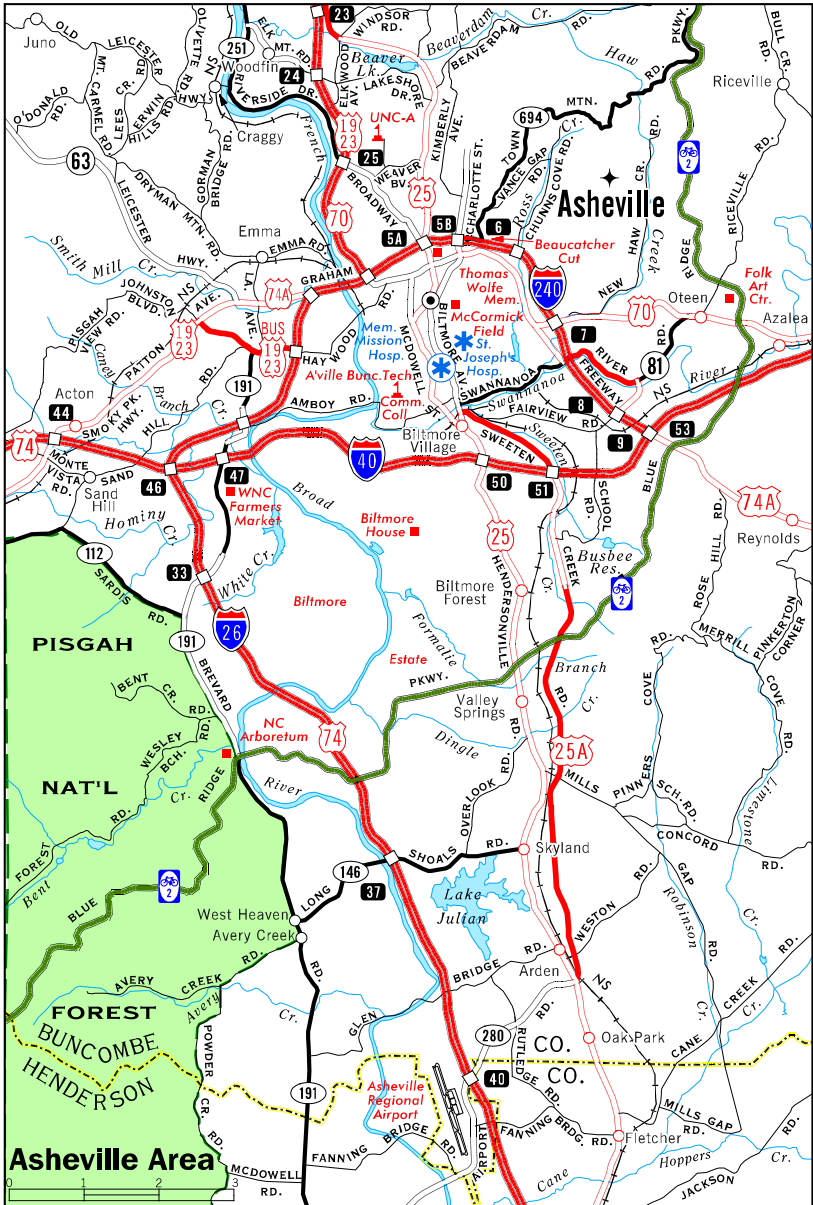 OLD
LEICESTER
RD.
Juno
MT. CARMEL RD.
LEES CR. RD.
ERWIN HILLS RD.
O'DONALD RD.
OLIVETTE RD.
NS
HWY.
251
ELK MT. RD.
Woodfin
RIVERSIDE DR.
Craggy
23
24
WINDSOR RD.
Beaver Lk.
LAKESHORE DR.
ELKWOOD AV.
Beaverdam Cr.
BEAVERDAM RD.
Haw
PKWY.
BULL CR. RD.
Riceville
MTN.
694
TOWN
VANCE GAP RD.
Ross Cr.
CHUNNS COVE RD.
KIMBERLY AVE.
CHARLOTTE ST.
UNC-A
19
23
25
WEAVER BV.
BROADWAY
25
French
70
63
GORMAN BRIDGE RD.
DRYMAN MTN. RD.
LEICESTER HWY.
Emma
EMMA RD.
Smith Mill Cr.
JOHNSTON BLVD.
NS
PATTON AVE.
LA.
AVE.
74A
GRAHAM
5A
5B
6
Asheville
Beaucatcher Cut
240
HAW
Creek
RD.
NEW
RIDGE
2
RICEVILLE RD.
Folk Art Ctr.
Oteen
70
Azalea
Thomas Wolfe Mem.
McCormick Field
St. Joseph's Hosp.
Mem. Mission Hosp.
BILTMORE AV.
MCDOWELL ST.
7
RIVER
FREEWAY
81
River
NS
SWANNANOA
Swannanoa
PISGAH VIEW RD.
Canet Branch
19
23
BUS
19
23
HAYWOOD RD.
191
A'ville Bunc.Tech
Comm. Coll
AMBOY RD.
Acton
44
SMOKY PK. HWY.
HILL RD.
Cr.
FAIRVIEW RD.
8
9
53
Biltmore Village
SWEETEN
Sweeten
74
MONTE VISTA RD.
SAND
Sand Hill
46
47
40
50
51
SCHOOL RD.
BLUE
74A
Reynolds
Hominy Cr.
WNC Farmers Market
Broad
Biltmore House
25
CREEK
Cr.
Busbee Res.
ROSE HILL RD.
112
SARDIS RD.
33
White Cr.
26
Biltmore
Biltmore Forest
HENDERSONVILLE
2
RD.
MERRILL
PINKERTON CORNER
191
PISGAH
BREVARD
Formalie
Estate
PKWY.
Branch Cr.
RD.
BENT CR. RD.
WESLEY BCH. RD.
NC Arboretum
74
Valley Springs
Dingle
25A
COVE RD.
COVE RD.
NAT'L
Cr.
RIDGE
River
OVERLOOK RD.
RD.
MILLS
PINNERS
SCH. RD.
Limestone
FOREST RD.
Bent
2
BLUE
CONCORD RD.
Skyland
146
LONG
SHOALS RD.
37
GAP
West Heaven
Avery Creek
Lake Julian
WESTON RD.
Robinson
Cr.
RD.
AVERY CREEK RD.
Avery
Cr.
RD.
GLEN
BRIDGE RD.
Arden
NS
RD.
Cr.
CREEK RD.
Cr.
FOREST
BUNCOMBE
HENDERSON
POWDER CR. RD.
280
RUTLEDGE RD.
CO.
CO.
Oak Park
CANE
191
40
Asheville Regional Airport
AIRPORT RD.
FANNING BRIDGE RD.
FANNING BRDG. RD.
Fletcher
MILLS GAP RD.
Cane
Hoppers Cr.
JACKSON RD.
MCDOWELL RD.
Asheville Area
0 1 2 3